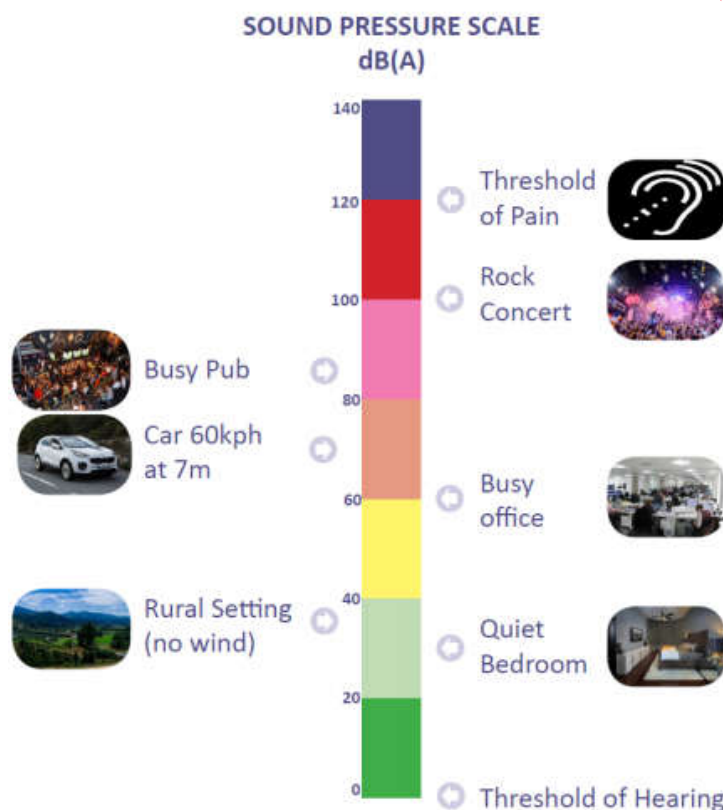 SOUND PRESSURE SCALE
dB(A)
140
Threshold
of Pain
120
Rock
Concert
100
Busy Pub
80
Car 60kph
at 7m
Busy
office
60
Rural Setting
(no wind)
40
Quiet
Bedroom
20
0
Threshold of Hearing